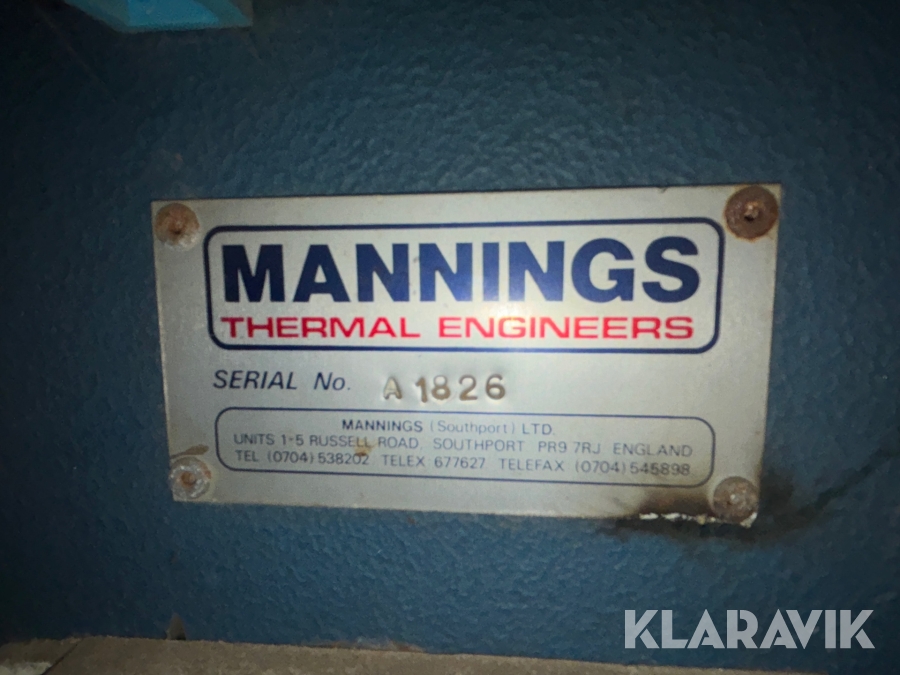 MANNINGS
THERMAL ENGINEERS
SERIAL No. A 1826
MANNINGS (Southport) LTD.
UNITS 1-5 RUSSELL ROAD, SOUTHPORT PR9 7RJ ENGLAND
TEL (0704) 538202 TELEX 677627 TELEFAX (0704) 545898
KLARAVIK